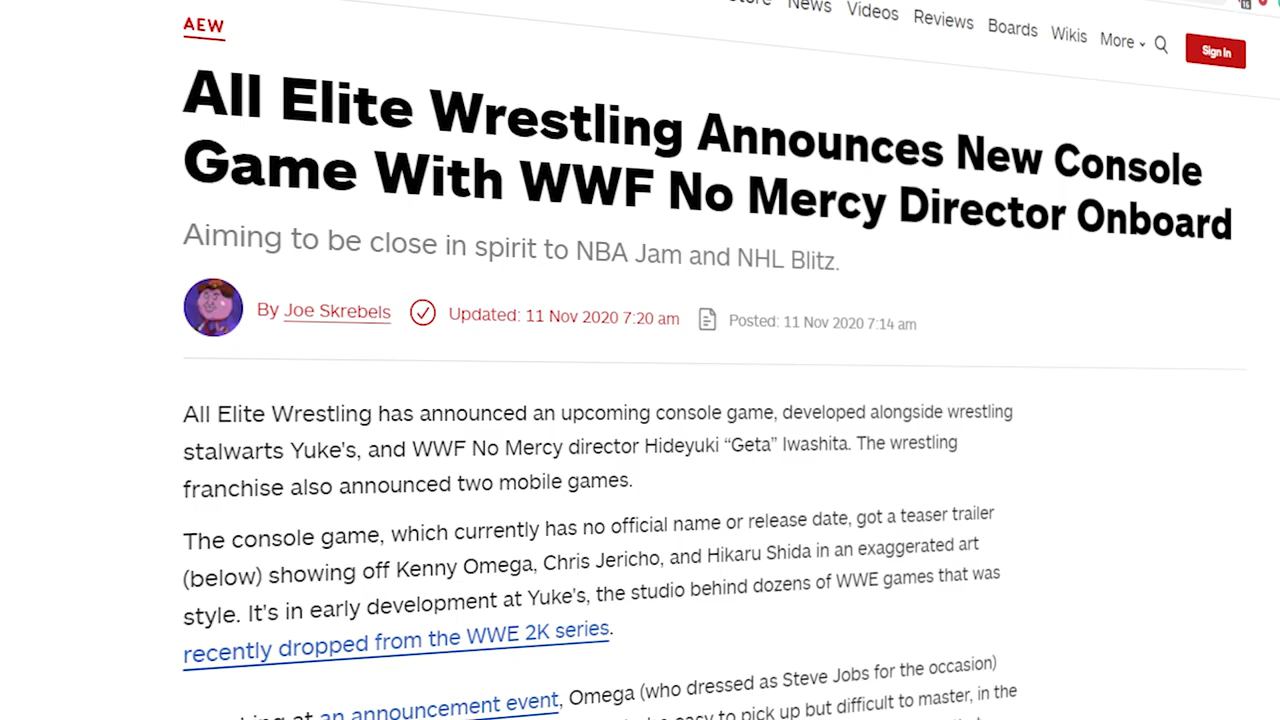 News Videos Reviews Boards Wikis More Sign In
AEW
All Elite Wrestling Announces New Console
Game With WWF No Mercy Director Onboard
Aiming to be close in spirit to NBA Jam and NHL Blitz.
By Joe Skrebels Updated: 11 Nov 2020 7:20 am Posted: 11 Nov 2020 7:14 am
All Elite Wrestling has announced an upcoming console game, developed alongside wrestling
stalwarts Yuke's, and WWF No Mercy director Hideyuki “Geta” Iwashita. The wrestling
franchise also announced two mobile games.
The console game, which currently has no official name or release date, got a teaser trailer
(below) showing off Kenny Omega, Chris Jericho, and Hikaru Shida in an exaggerated art
style. It's in early development at Yuke's, the studio behind dozens of WWE games that was
recently dropped from the WWE 2K series.
at an announcement event, Omega (who dressed as Steve Jobs for the occasion)
easy to pick up but difficult to master, in the